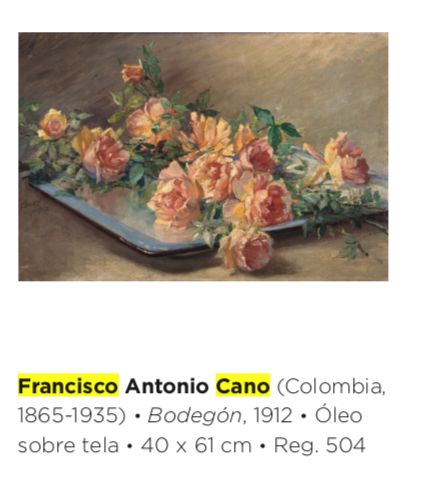 Francisco Antonio Cano (Colombia,
1865-1935) • Bodegón, 1912 • Óleo
sobre tela • 40 x 61 cm • Reg. 504